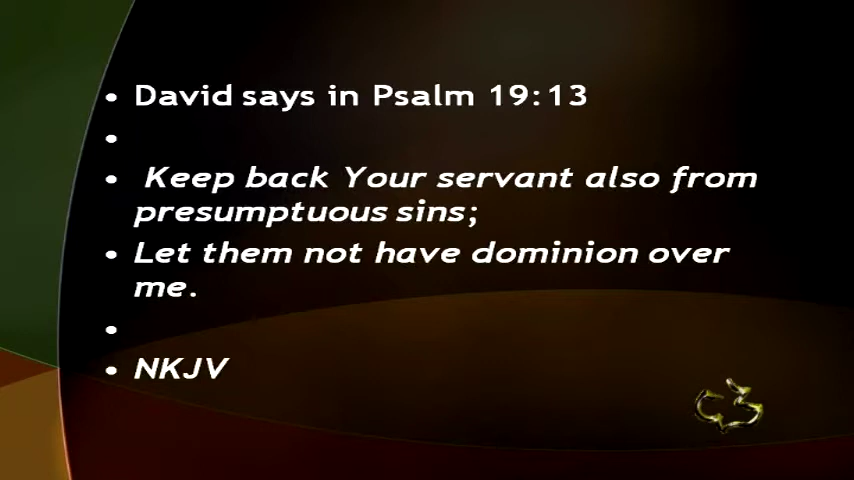 • David says in Psalm 19:13
•
• Keep back Your servant also from
presumptuous sins;
• Let them not have dominion over
me.
•
• NKJV